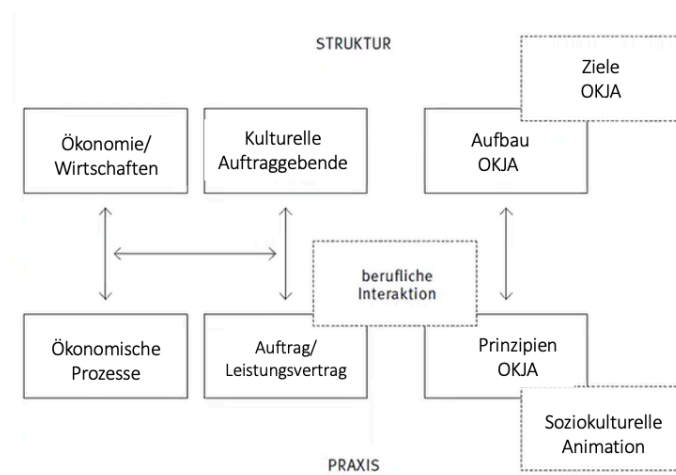 STRUKTUR
Ziele
OKJA
Ökonomie/
Wirtschaften
Kulturelle
Auftraggebende
Aufbau
OKJA
berufliche
Interaktion
Ökonomische
Prozesse
Auftrag/
Leistungsvertrag
Prinzipien
OKJA
Soziokulturelle
Animation
PRAXIS